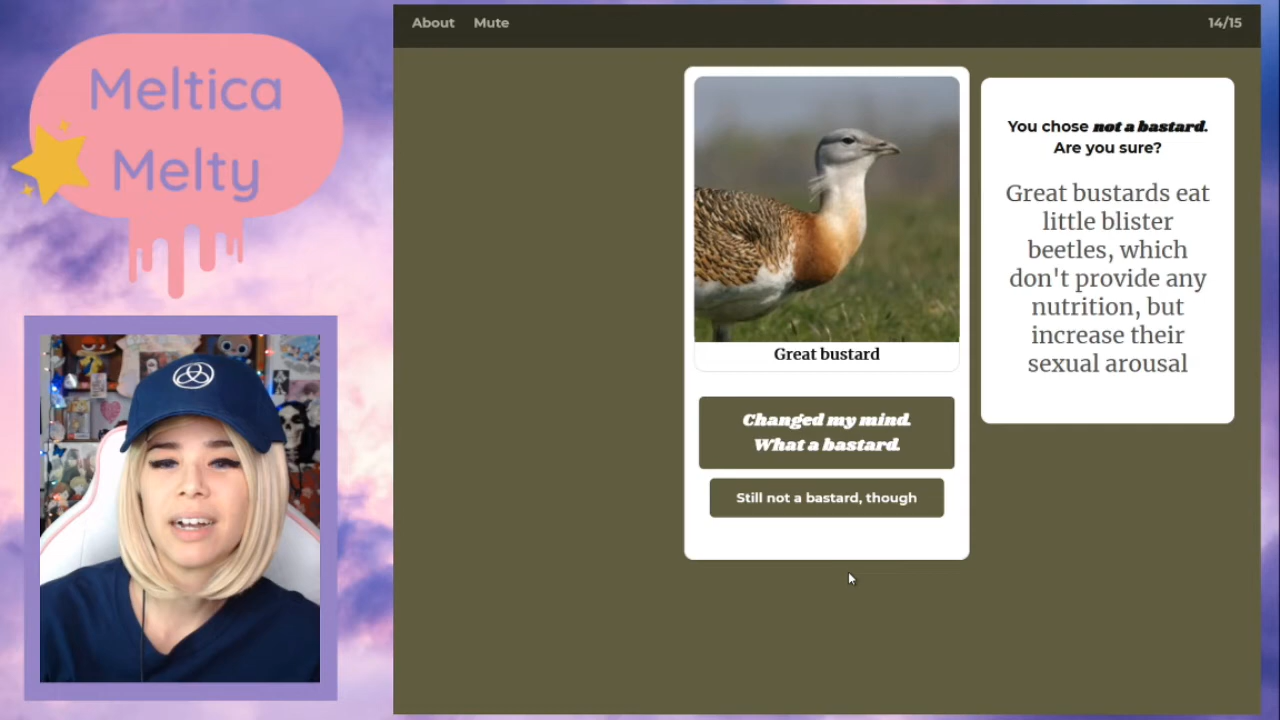 Meltica
Melty
About Mute
14/15
Great bustard
Changed my mind.
What a bastard.
Still not a bastard, though
You chose not a bastard.
Are you sure?
Great bustards eat
little blister
beetles, which
don't provide any
nutrition, but
increase their
sexual arousal